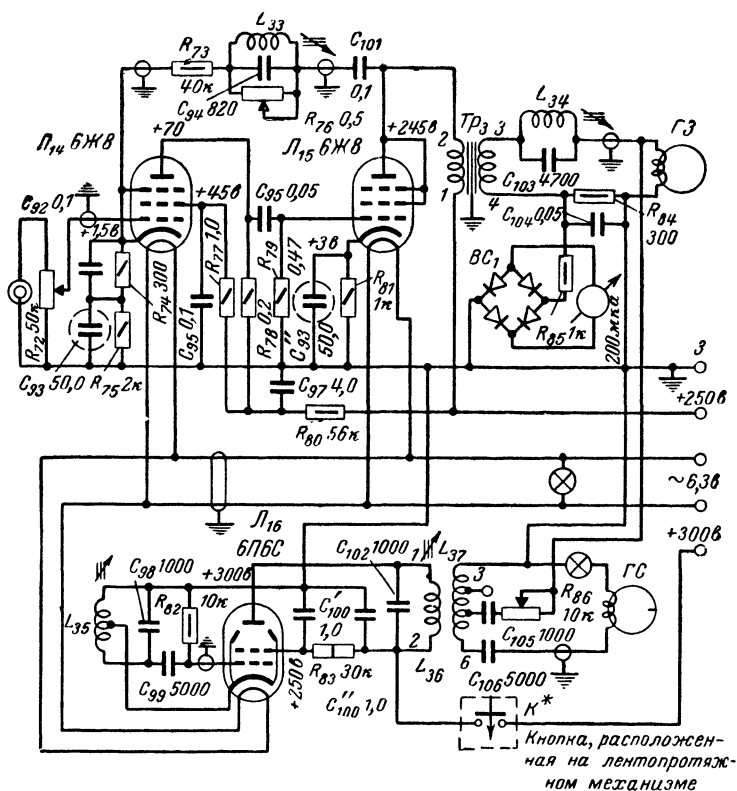 L33
R73
40к
C94 820
C101
0,1
R76 0,5
Л14 6Ж8
+70
Л15 6Ж8
+245в
Тр3
2
3
1
4
L34
C103 4700
ГЗ
C104 0,05
R84
300
0,1
+1,5в
+45в
C95 0,05
+3в
R77 1,0
R79
0,47
R74 300
R72 50к
C93 50,0
R75 2к
C95 0,1
R78 0,2
C″93
50,0
R81
1к
ВС1
R85 1к
200мка
З
C97 4,0
R80 56к
+250в
~6,3в
+300в
Л16
6П6С
C98 1000
+300в
R82
10к
L35
C99 5000
+250в
C′100
1,0
R83 30к
C″100 1,0
C102 1000
1
L37
2
L36
3
6
R86
10к
C105 1000
C106 5000
ГС
К*
Кнопка, расположен-
ная на лентопротяж-
ном механизме